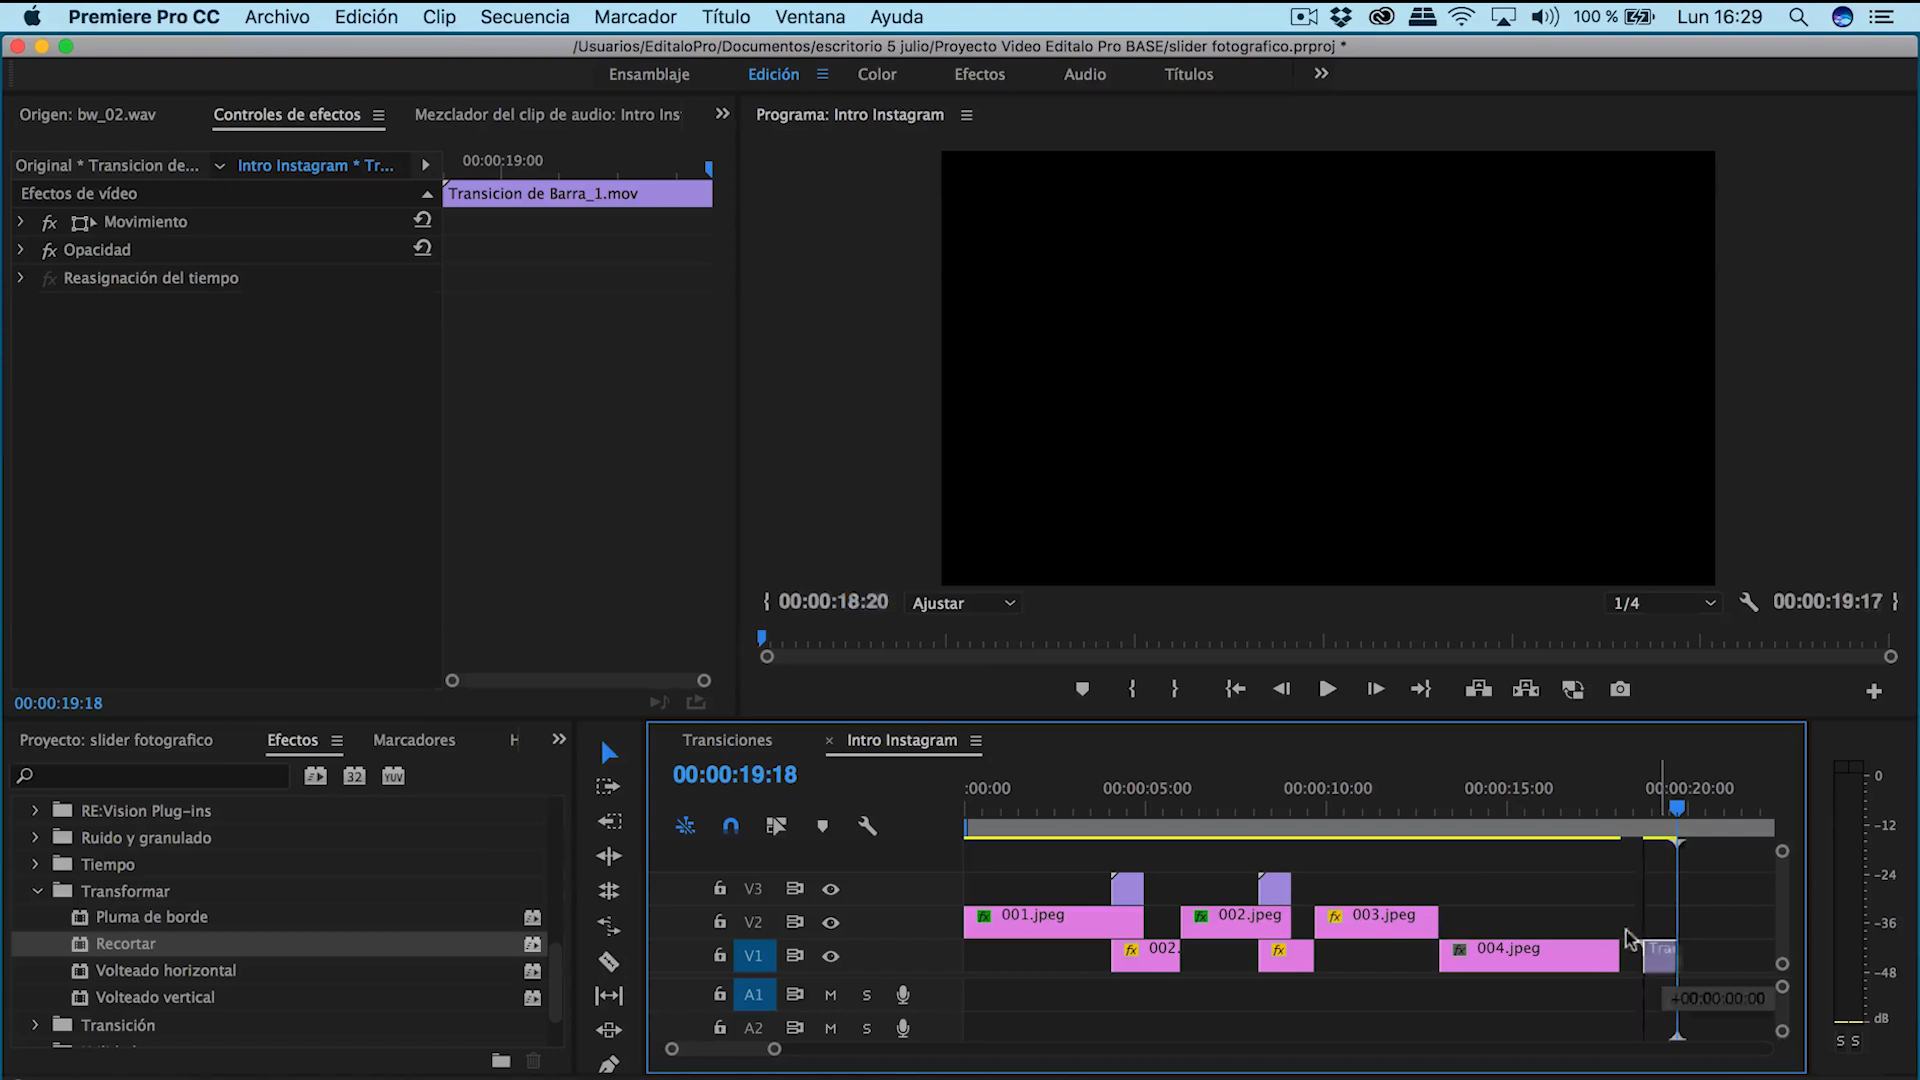 Premiere Pro CC Archivo Edición Clip Secuencia Marcador Título Ventana Ayuda 100 % Lun 16:29
/Usuarios/EditaloPro/Documentos/escritorio 5 julio/Proyecto Video Editalo Pro BASE/slider fotografico.prproj *
Ensamblaje Edición Color Efectos Audio Títulos
Origen: bw_02.wav Controles de efectos Mezclador del clip de audio: Intro Ins Programa: Intro Instagram
Original * Transicion de... Intro Instagram * Tr... 00:00:19:00
Efectos de vídeo Transicion de Barra_1.mov
fx Movimiento
fx Opacidad
fx Reasignación del tiempo
00:00:18:20 Ajustar 1/4 00:00:19:17
00:00:19:18
Proyecto: slider fotografico Efectos Marcadores H Transiciones × Intro Instagram
32 YUV 00:00:19:18
:00:00 00:00:05:00 00:00:10:00 00:00:15:00 00:00:20:00
RE:Vision Plug-ins
Ruido y granulado
Tiempo
Transformar
Pluma de borde
Recortar
Volteado horizontal
Volteado vertical
Transición
V3
V2 fx 001.jpeg fx 002.jpeg fx 003.jpeg
V1 fx 002. fx fx 004.jpeg Tra
A1 M S +00:00:00:00
A2 M S
0
-12
-24
-36
-48
dB
S S